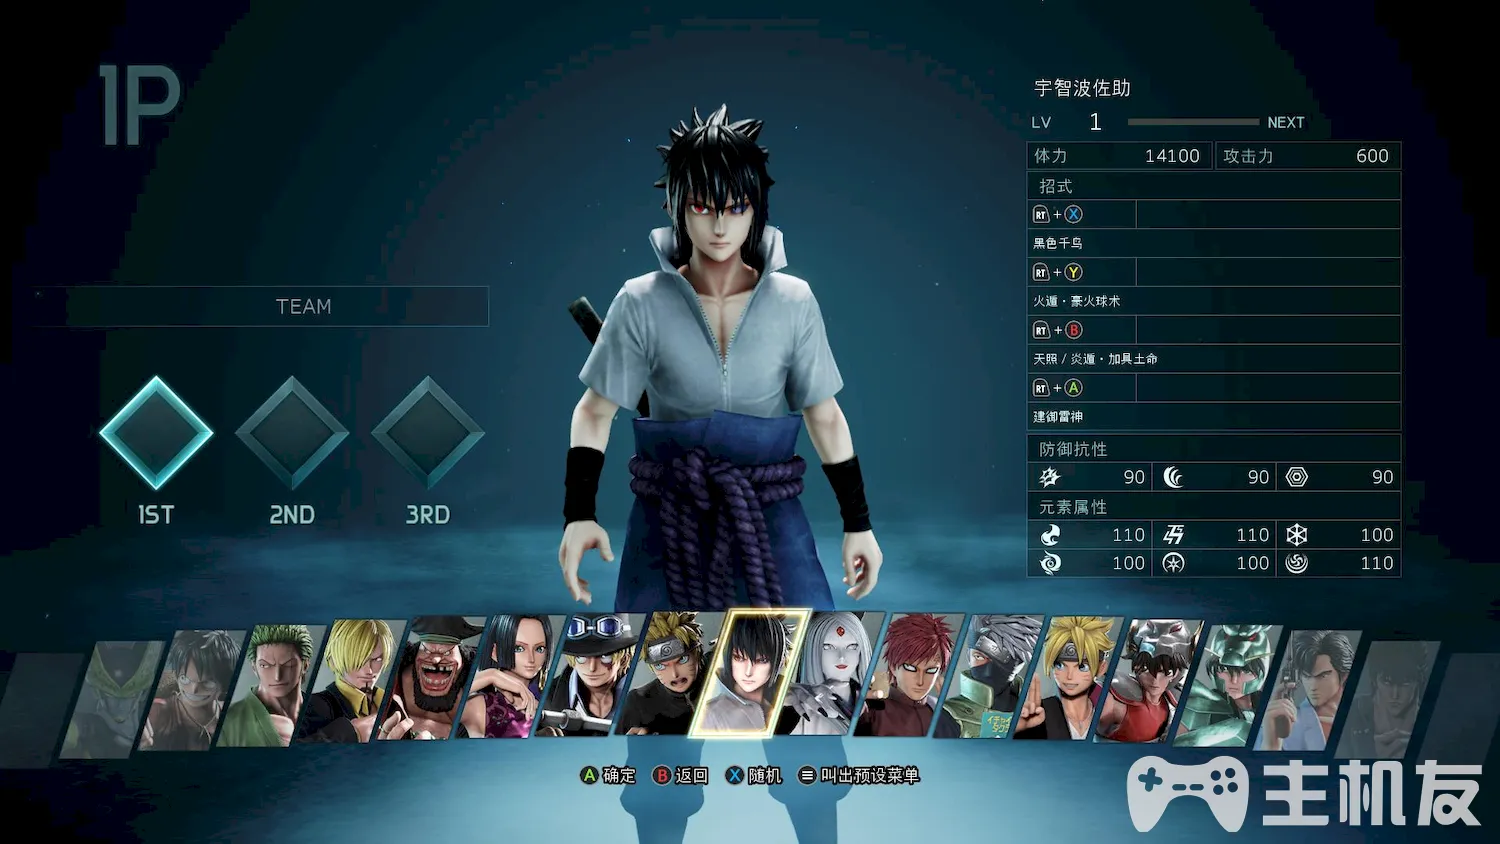 1P
宇智波佐助
LV 1 NEXT
体力 14100 攻击力 600
招式
RT + X
黑色千鸟
RT + Y
火遁・豪火球术
RT + B
天照 / 炎遁・加具土命
RT + A
建御雷神
TEAM
1ST 2ND 3RD
防御抗性
90 90 90
元素属性
110 110 100
100 100 110
A 确定 B 返回 X 随机 叫出预设菜单
主机友